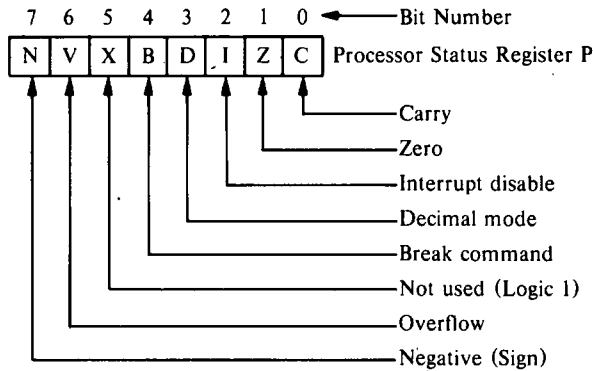 7 6 5 4 3 2 1 0 Bit Number
N V X B D I Z C Processor Status Register P
Carry
Zero
Interrupt disable
Decimal mode
Break command
Not used (Logic 1)
Overflow
Negative (Sign)